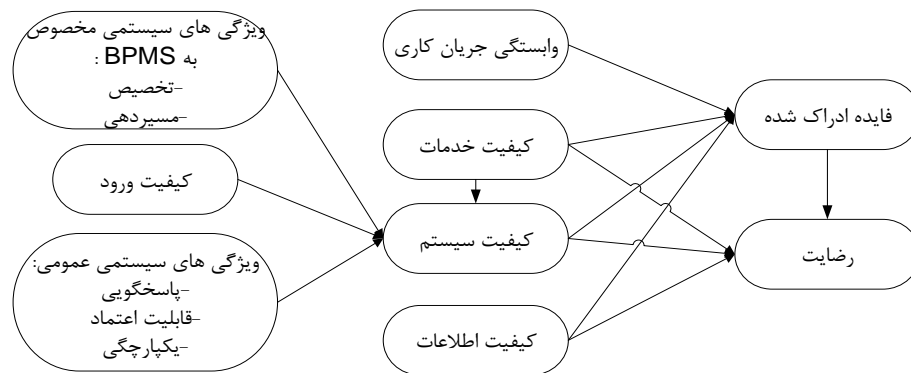 ویژگی های سیستمی مخصوص
به BPMS :
-تخصیص
-مسیردهی
کیفیت ورود
ویژگی های سیستمی عمومی:
-پاسخگویی
-قابلیت اعتماد
-یکپارچگی
وابستگی جریان کاری
کیفیت خدمات
کیفیت سیستم
کیفیت اطلاعات
فایده ادراک شده
رضایت